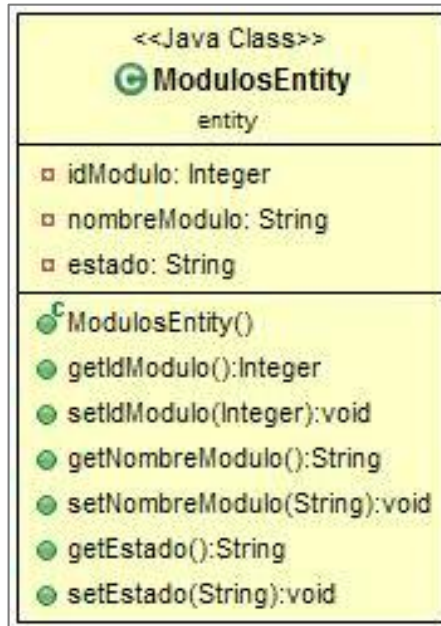 <<Java Class>>
ModulosEntity
entity
idModulo: Integer
nombreModulo: String
estado: String
ModulosEntity()
getIdModulo():Integer
setIdModulo(Integer):void
getNombreModulo():String
setNombreModulo(String):void
getEstado():String
setEstado(String):void